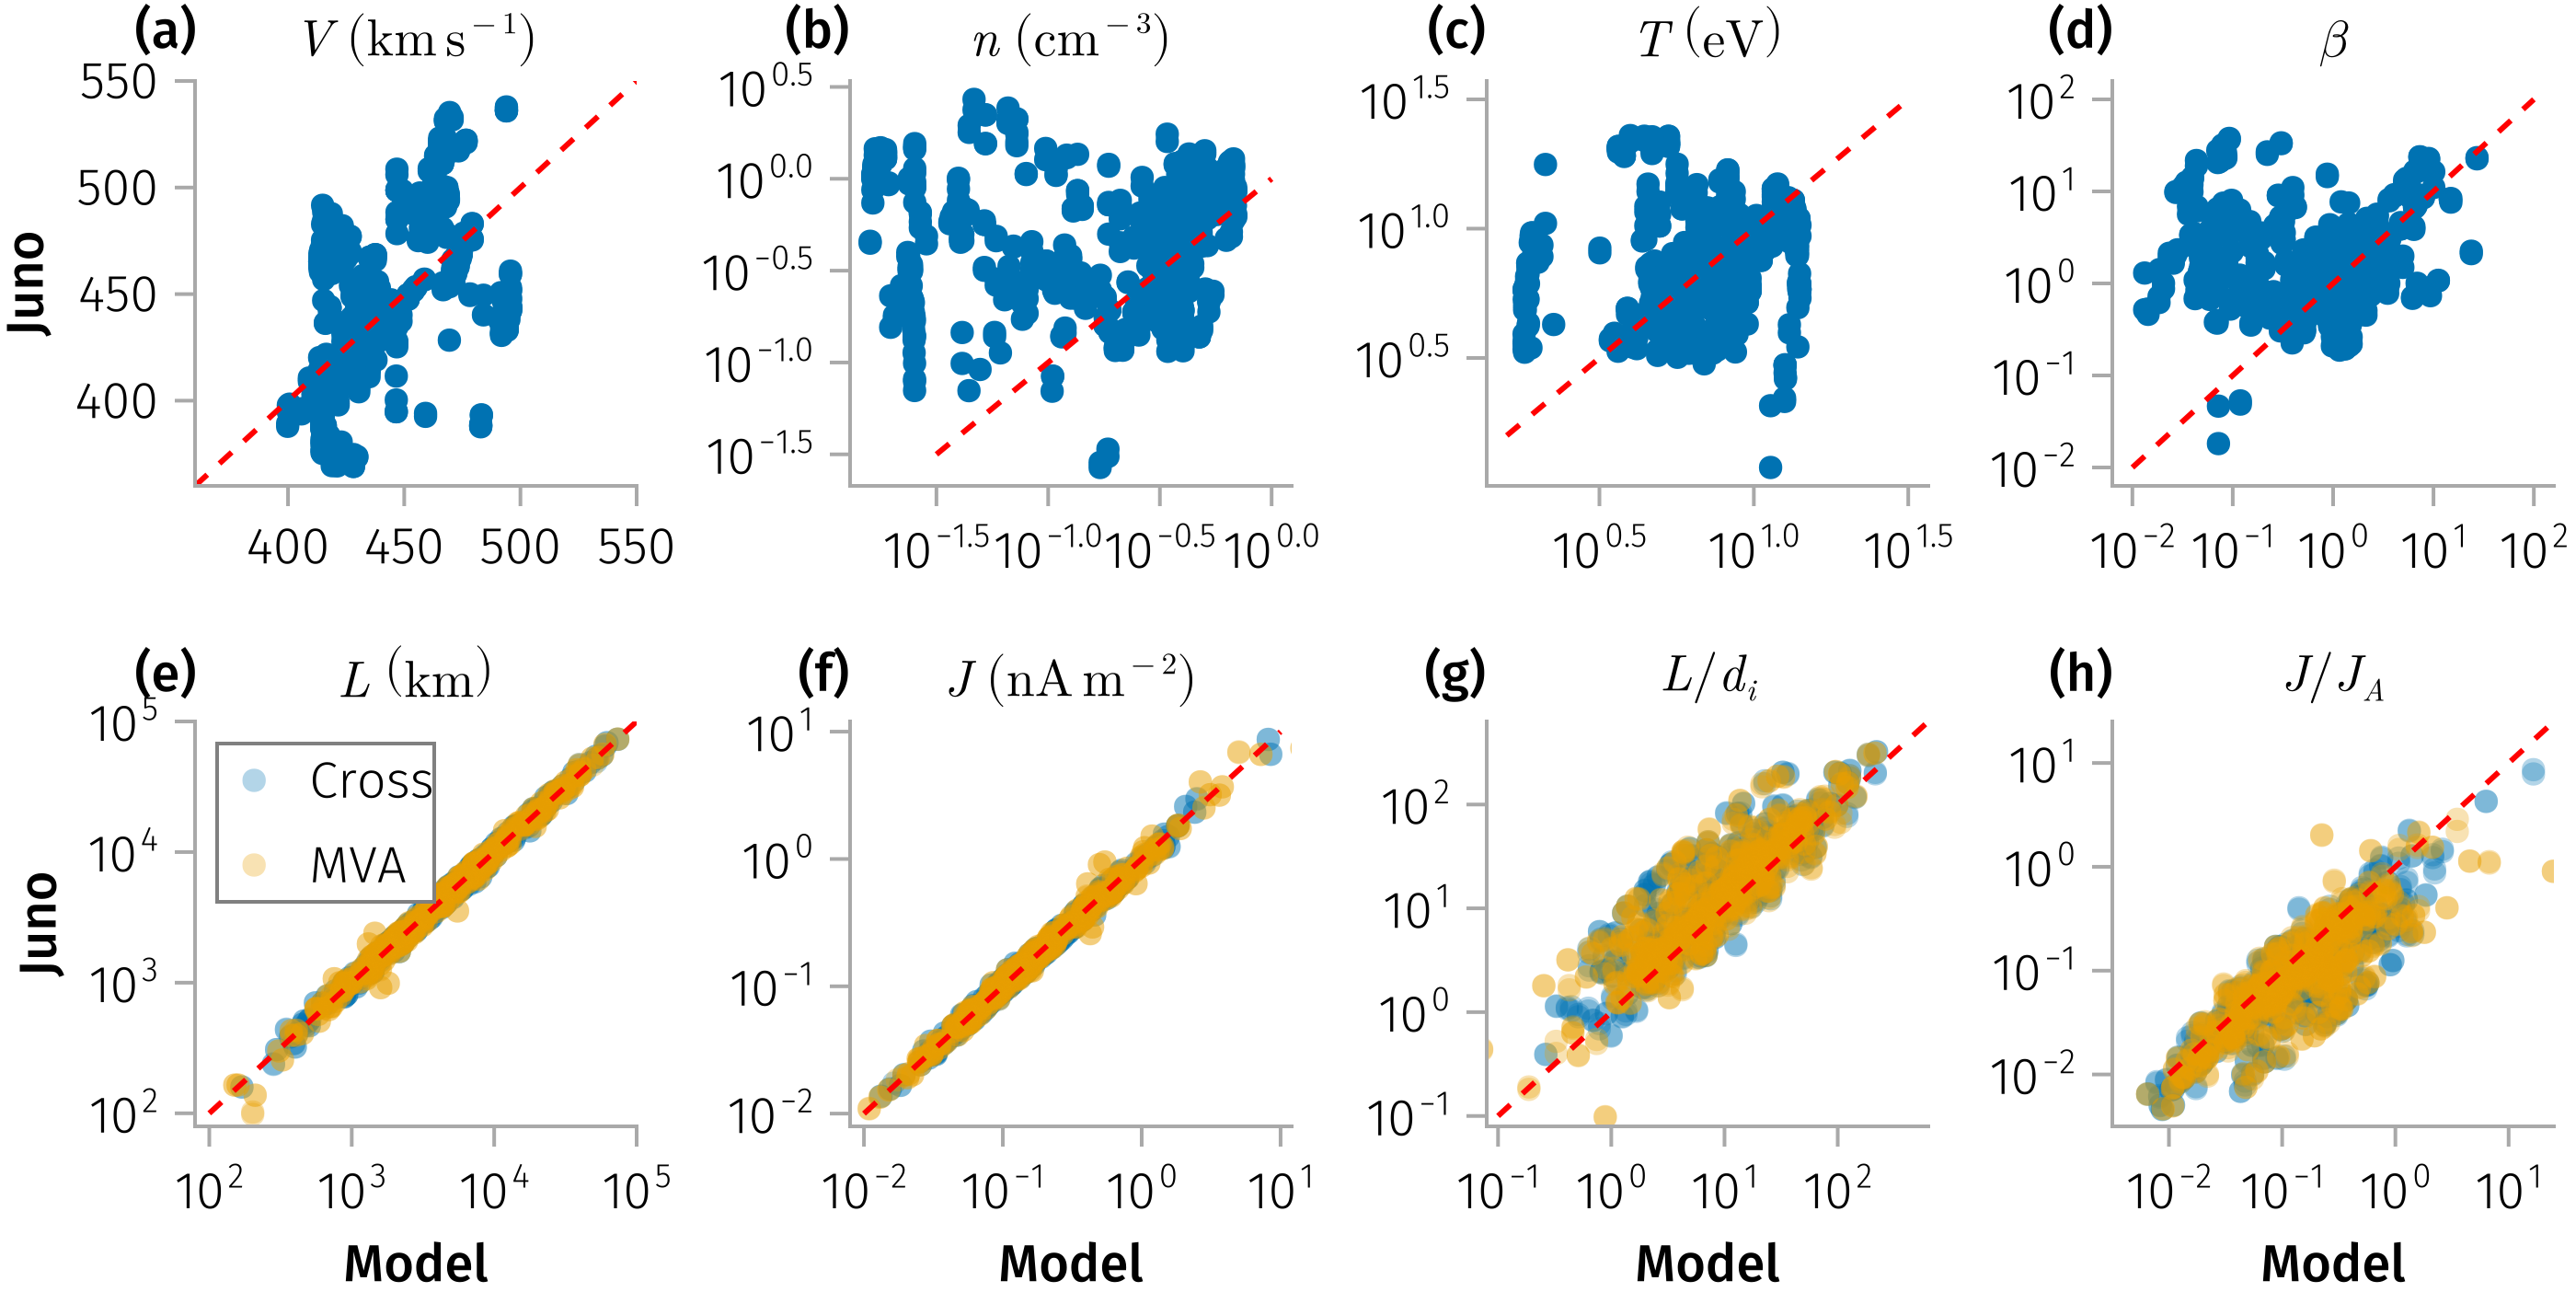 (a) V (km s⁻¹)
(b) n (cm⁻³)
(c) T (eV)
(d) β
Juno
550
500
450
400
400 450 500 550
10^0.5
10^0.0
10^−0.5
10^−1.0
10^−1.5
10^−1.5 10^−1.0 10^−0.5 10^0.0
10^1.5
10^1.0
10^0.5
10^0.5 10^1.0 10^1.5
10^2
10^1
10^0
10^−1
10^−2
10^−2 10^−1 10^0 10^1 10^2
(e) L (km)
(f) J (nA m⁻²)
(g) L/d_i
(h) J/J_A
Juno
10^5
10^4
10^3
10^2
Cross
MVA
10^2 10^3 10^4 10^5
Model
10^1
10^0
10^−1
10^−2
10^−2 10^−1 10^0 10^1
Model
10^2
10^1
10^0
10^−1
10^−1 10^0 10^1 10^2
Model
10^1
10^0
10^−1
10^−2
10^−2 10^−1 10^0 10^1
Model